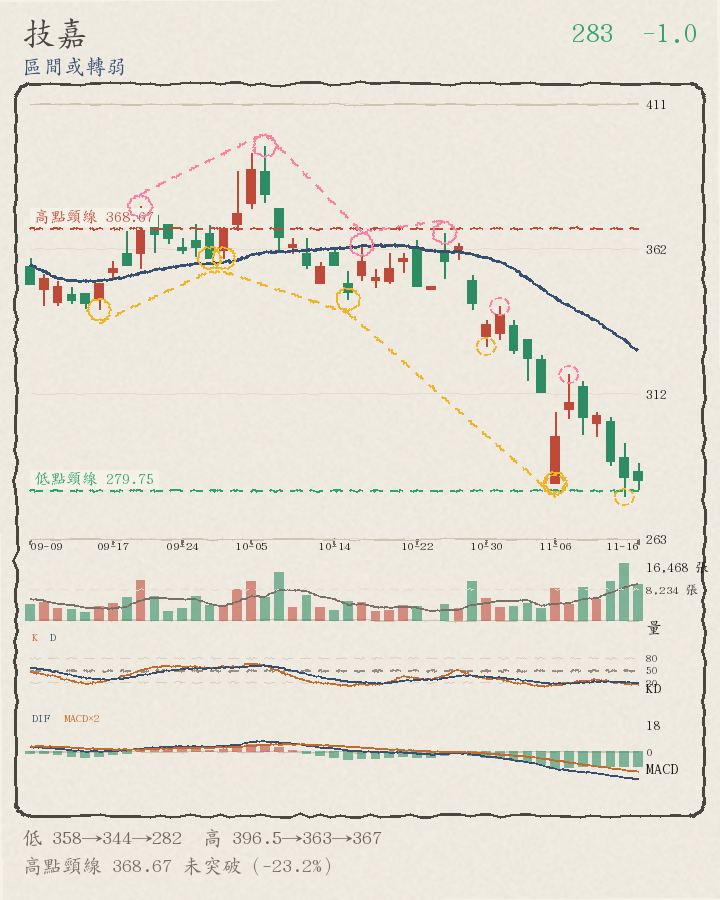 技嘉
283 -1.0
區間或轉弱
411
高點頸線 368.67
362
312
低點頸線 279.75
263
09-09 09-17 09-24 10-05 10-14 10-22 10-30 11-06 11-16
16,468 張
8,234 張
量
K D
80
50
20
KD
DIF MACD×2
18
0
MACD
低 358→344→282 高 396.5→363→367
高點頸線 368.67 未突破 (-23.2%)